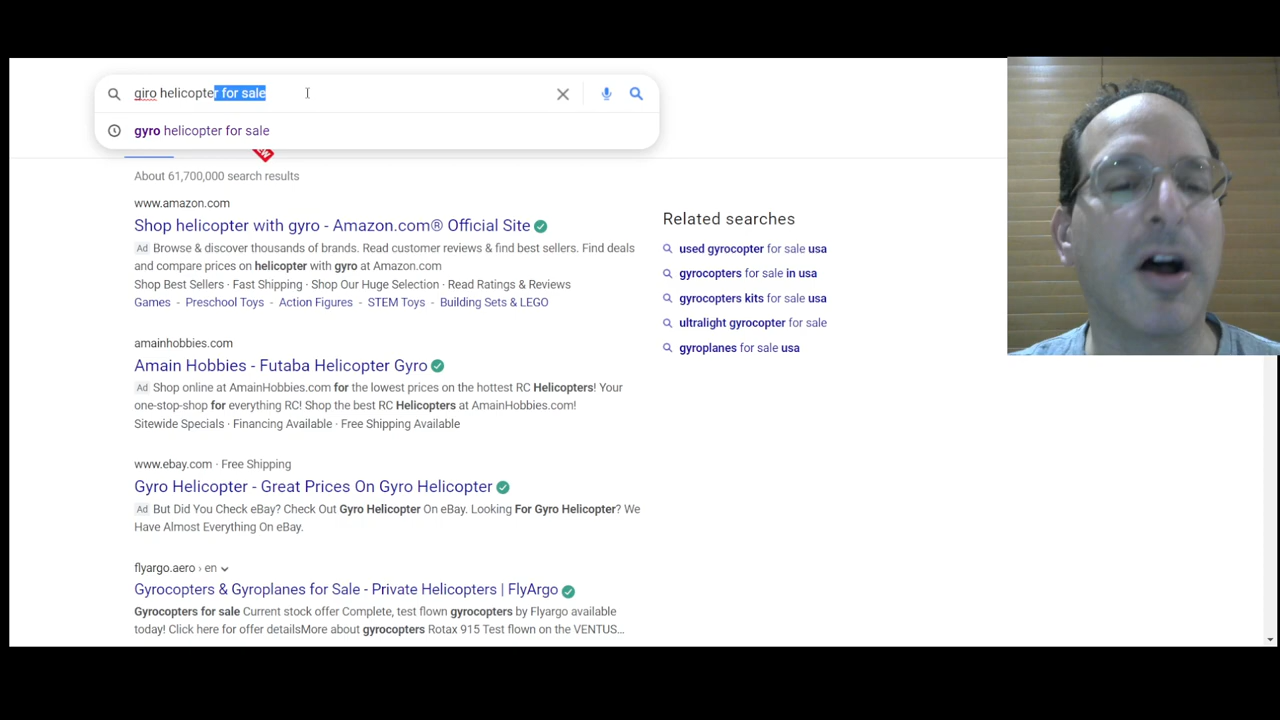 giro helicopter for sale
gyro helicopter for sale
About 61,700,000 search results
www.amazon.com
Shop helicopter with gyro - Amazon.com® Official Site
Ad Browse & discover thousands of brands. Read customer reviews & find best sellers. Find deals
and compare prices on helicopter with gyro at Amazon.com
Shop Best Sellers · Fast Shipping · Shop Our Huge Selection · Read Ratings & Reviews
Games - Preschool Toys - Action Figures - STEM Toys - Building Sets & LEGO
amainhobbies.com
Amain Hobbies - Futaba Helicopter Gyro
Ad Shop online at AmainHobbies.com for the lowest prices on the hottest RC Helicopters! Your
one-stop-shop for everything RC! Shop the best RC Helicopters at AmainHobbies.com!
Sitewide Specials · Financing Available · Free Shipping Available
www.ebay.com · Free Shipping
Gyro Helicopter - Great Prices On Gyro Helicopter
Ad But Did You Check eBay? Check Out Gyro Helicopter On eBay. Looking For Gyro Helicopter? We
Have Almost Everything On eBay.
flyargo.aero › en
Gyrocopters & Gyroplanes for Sale - Private Helicopters | FlyArgo
Gyrocopters for sale Current stock offer Complete, test flown gyrocopters by Flyargo available
today! Click here for offer detailsMore about gyrocopters Rotax 915 Test flown on the VENTUS...
Related searches
used gyrocopter for sale usa
gyrocopters for sale in usa
gyrocopters kits for sale usa
ultralight gyrocopter for sale
gyroplanes for sale usa